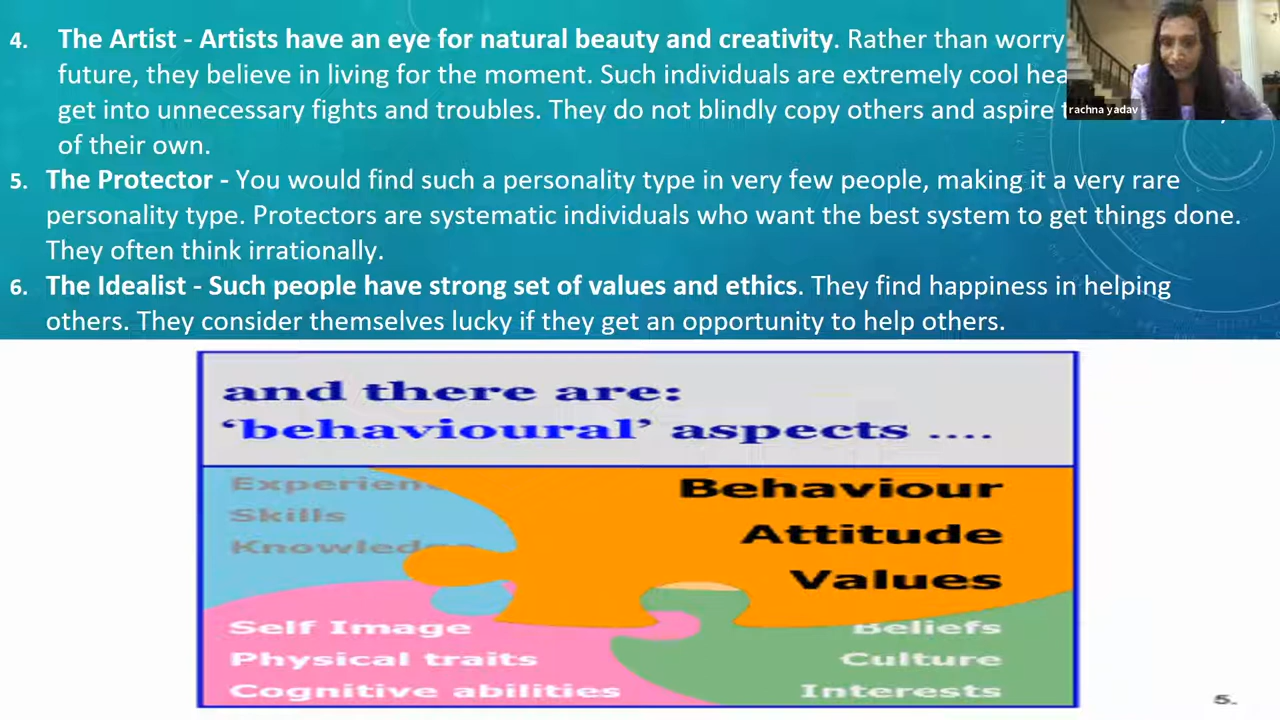 4. The Artist - Artists have an eye for natural beauty and creativity. Rather than worry
future, they believe in living for the moment. Such individuals are extremely cool hea
get into unnecessary fights and troubles. They do not blindly copy others and aspire
of their own.
rachna yadav
5. The Protector - You would find such a personality type in very few people, making it a very rare
personality type. Protectors are systematic individuals who want the best system to get things done.
They often think irrationally.
6. The Idealist - Such people have strong set of values and ethics. They find happiness in helping
others. They consider themselves lucky if they get an opportunity to help others.
and there are:
‘behavioural’ aspects ....
Experien
Skills
Knowled
Behaviour
Attitude
Values
Self Image
Physical traits
Cognitive abilities
Beliefs
Culture
Interests
5.